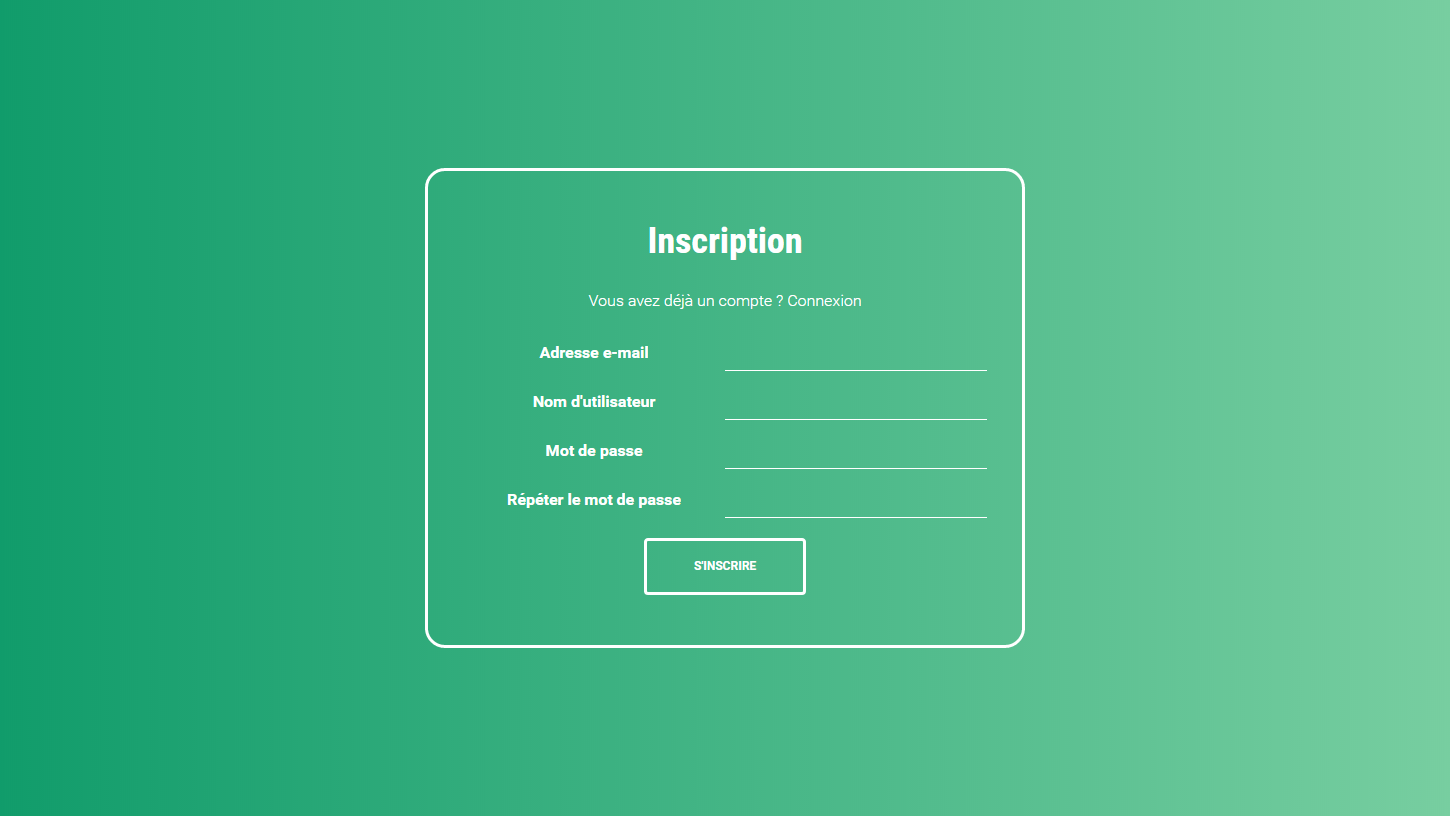 Inscription
Vous avez déjà un compte ? Connexion
Adresse e-mail
Nom d'utilisateur
Mot de passe
Répéter le mot de passe
S'INSCRIRE